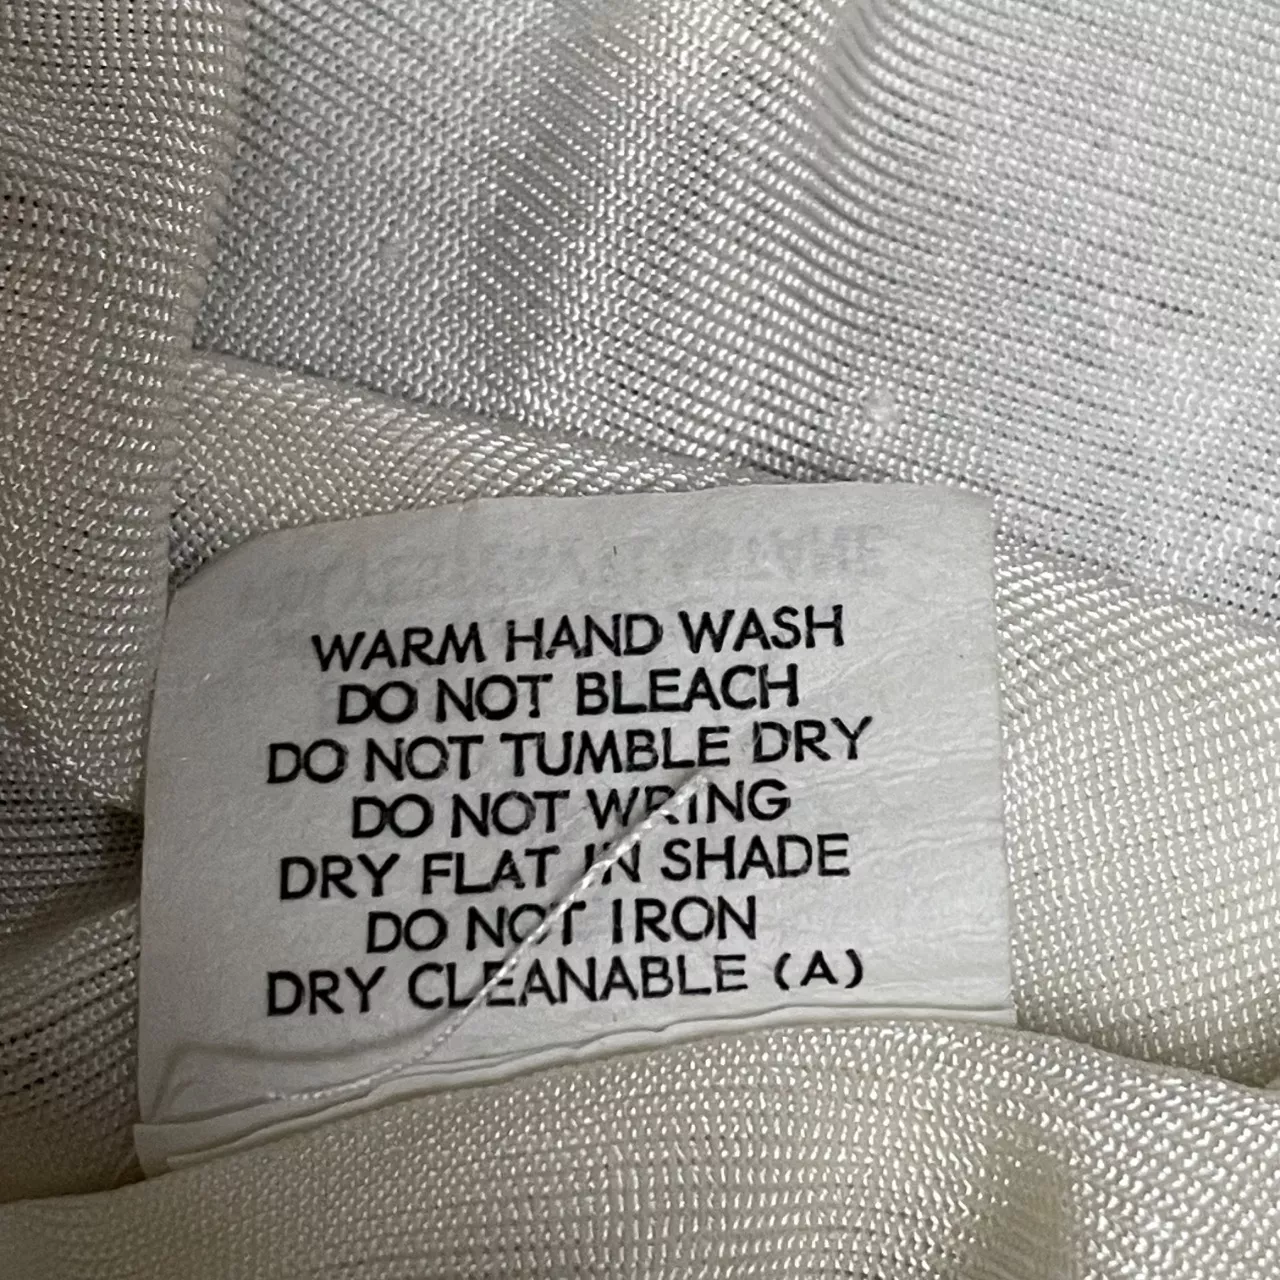 WARM HAND WASH
DO NOT BLEACH
DO NOT TUMBLE DRY
DO NOT WRING
DRY FLAT IN SHADE
DO NOT IRON
DRY CLEANABLE (A)